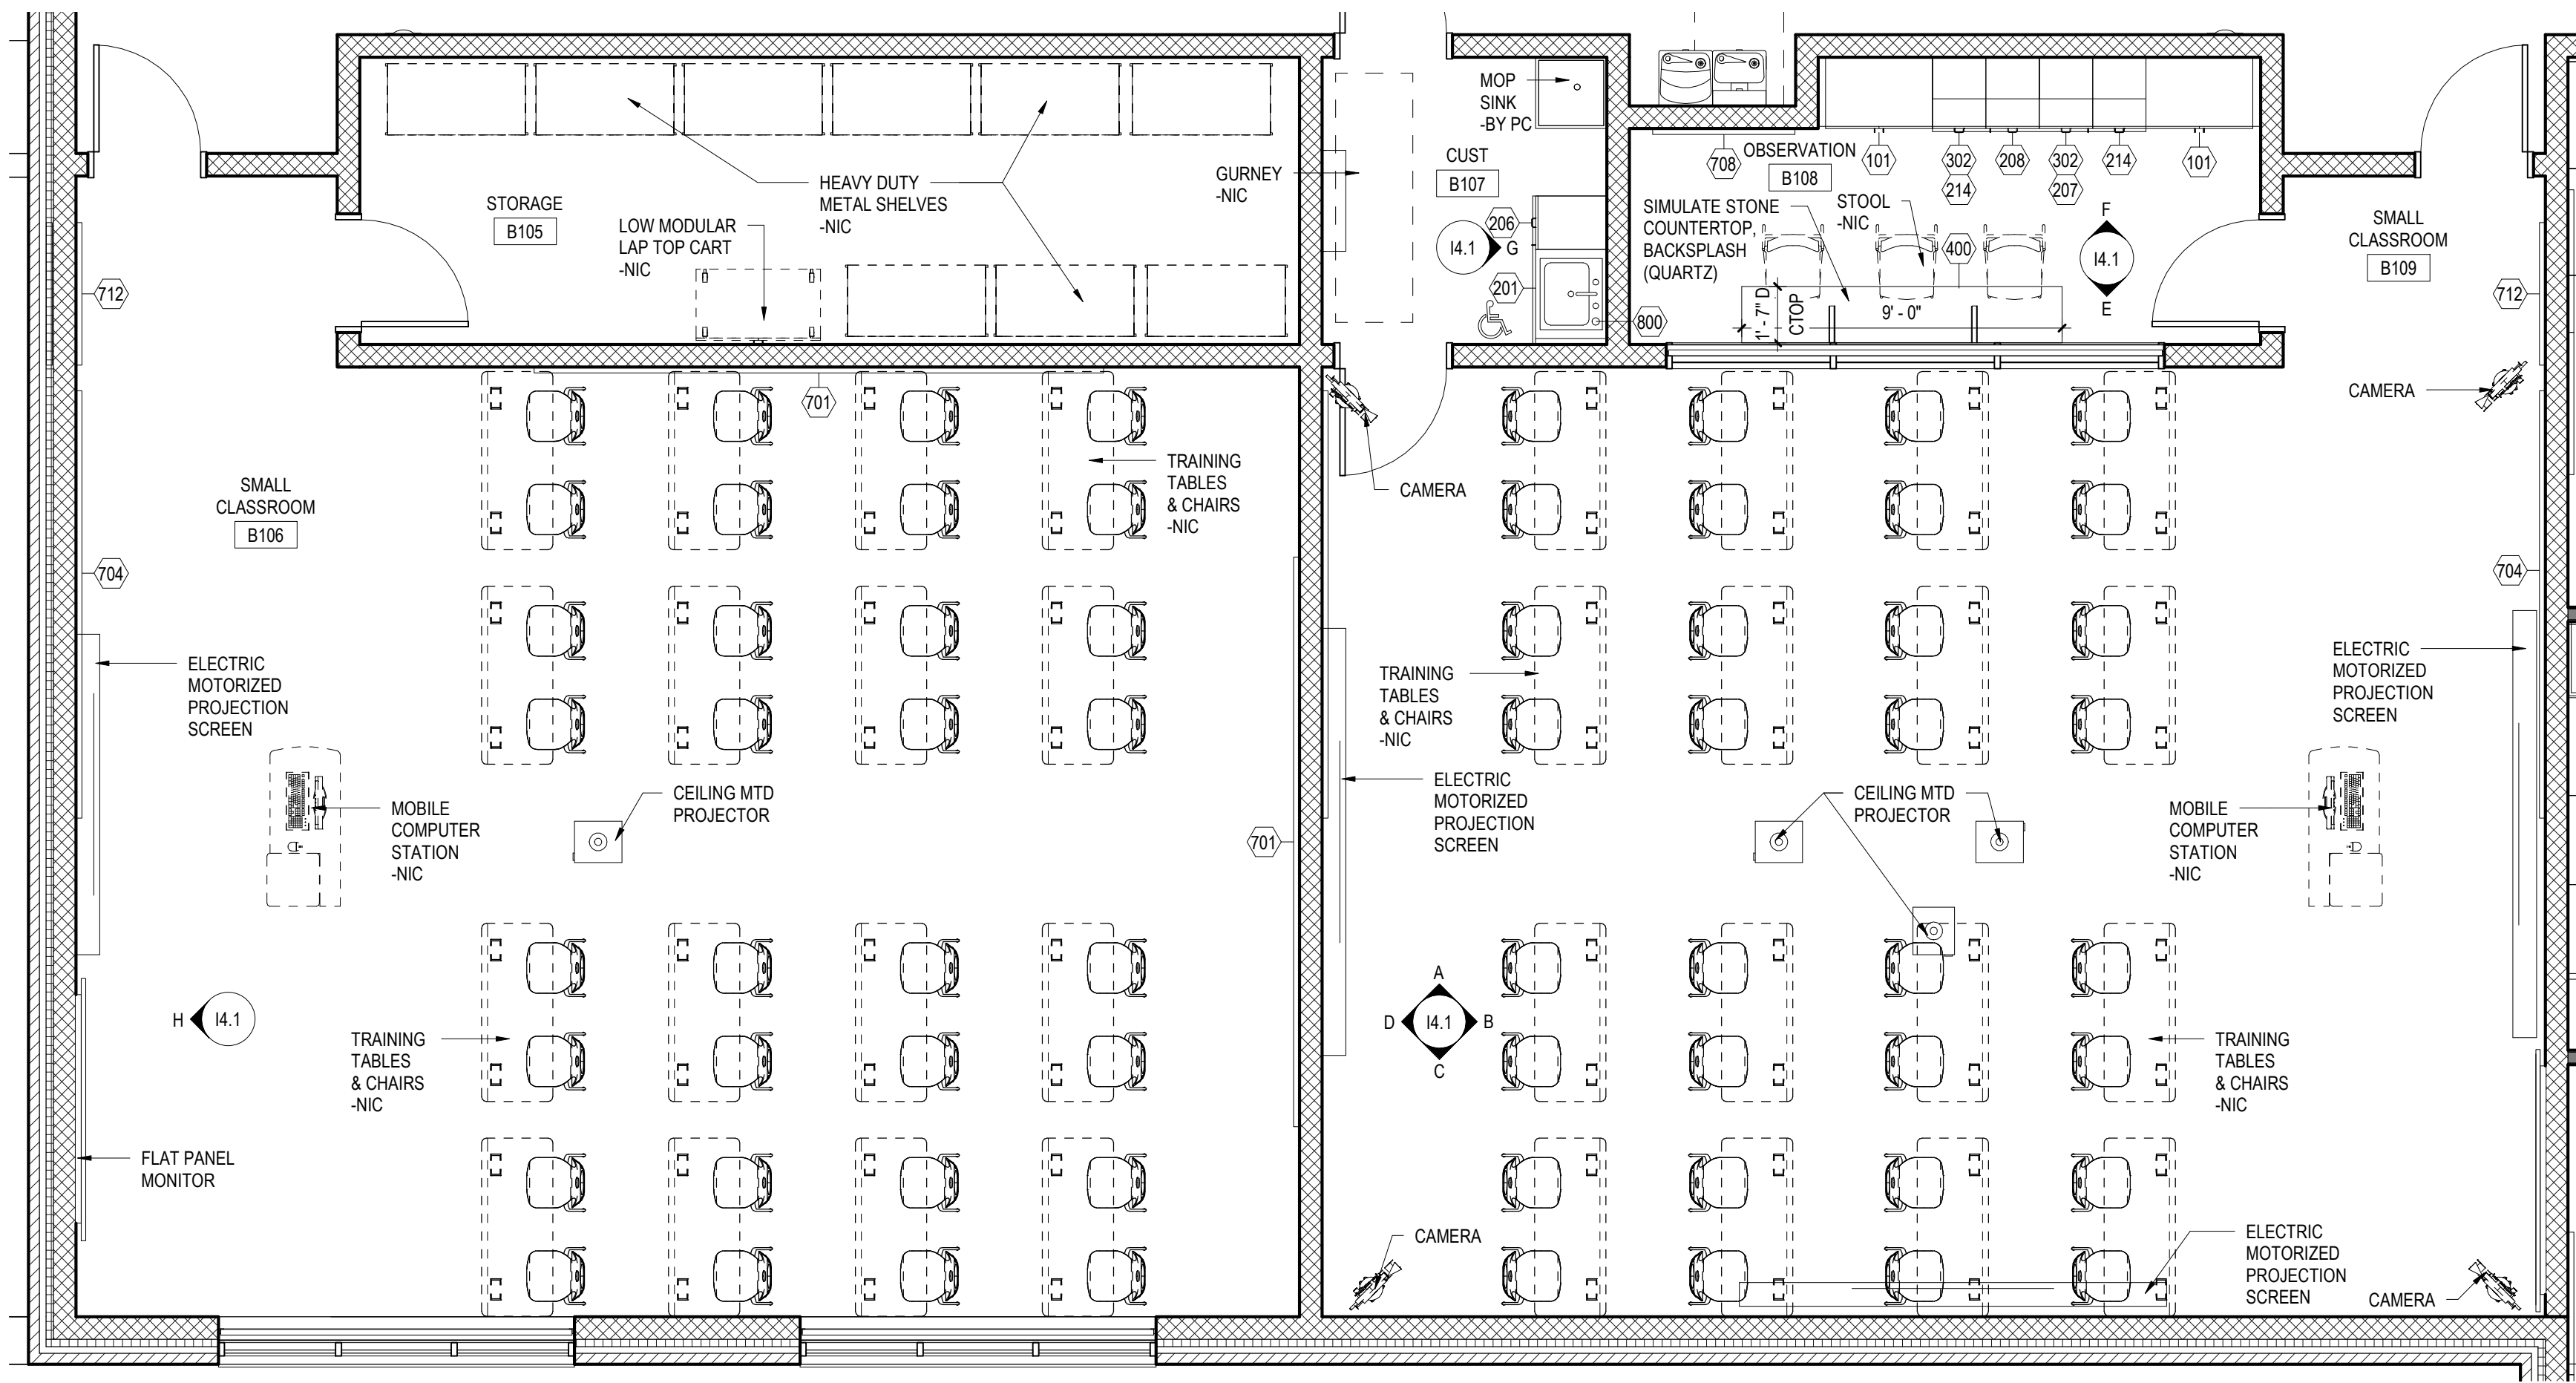 MOP
SINK
-BY PC
CUST
B107
GURNEY
-NIC
HEAVY DUTY
METAL SHELVES
-NIC
STORAGE
B105
LOW MODULAR
LAP TOP CART
-NIC
206
I4.1
G
201
800
708
OBSERVATION
B108
101
302
214
208
302
207
214
101
SIMULATE STONE
COUNTERTOP,
BACKSPLASH
(QUARTZ)
STOOL
-NIC
400
1' - 7" D
CTOP
9' - 0"
F
I4.1
E
SMALL
CLASSROOM
B109
712
712
CAMERA
701
TRAINING
TABLES
& CHAIRS
-NIC
CAMERA
SMALL
CLASSROOM
B106
704
704
ELECTRIC
MOTORIZED
PROJECTION
SCREEN
TRAINING
TABLES
& CHAIRS
-NIC
ELECTRIC
MOTORIZED
PROJECTION
SCREEN
MOBILE
COMPUTER
STATION
-NIC
CEILING MTD
PROJECTOR
701
ELECTRIC
MOTORIZED
PROJECTION
SCREEN
CEILING MTD
PROJECTOR
MOBILE
COMPUTER
STATION
-NIC
H
I4.1
TRAINING
TABLES
& CHAIRS
-NIC
A
D
I4.1
B
C
TRAINING
TABLES
& CHAIRS
-NIC
FLAT PANEL
MONITOR
CAMERA
ELECTRIC
MOTORIZED
PROJECTION
SCREEN
CAMERA